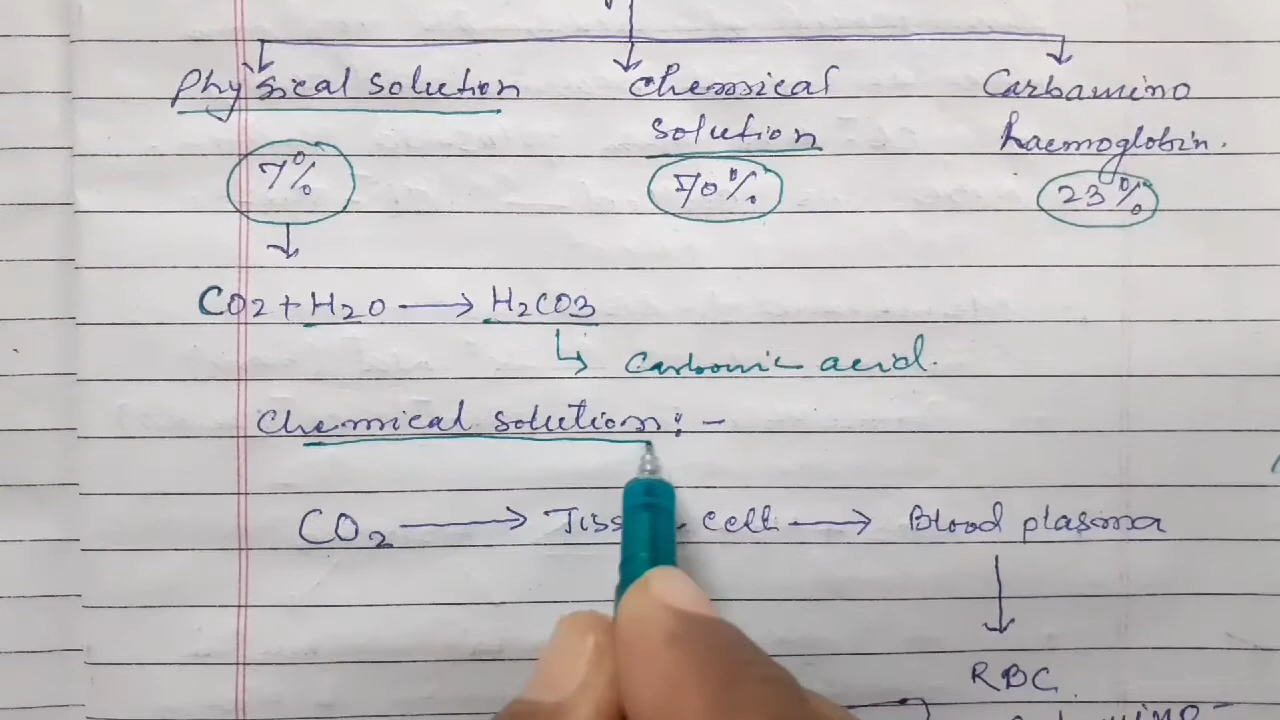 Physical solution
Chemical solution
Carbamino haemoglobin.
7%
70%
23%
CO2 + H2O → H2CO3
↳ Carbonic acid.
Chemical solution :-
CO2 → cell → Blood plasma
↓
RBC